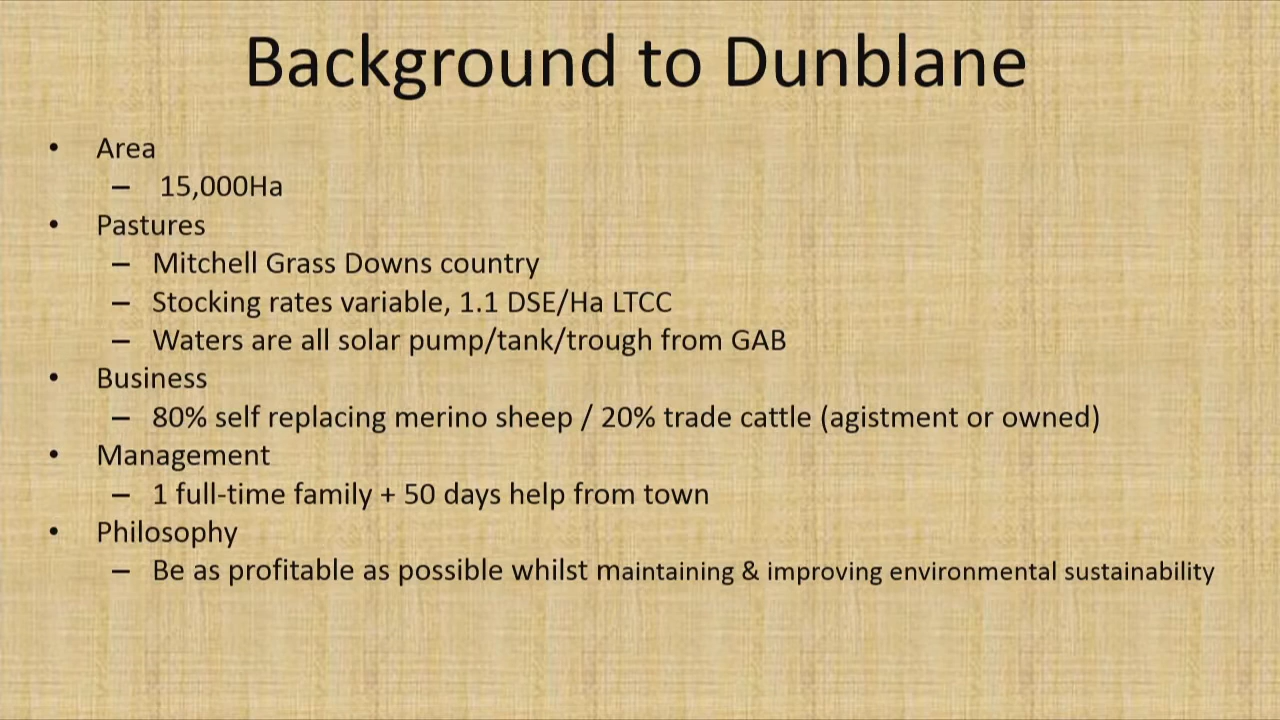 Background to Dunblane
• Area
– 15,000Ha
• Pastures
– Mitchell Grass Downs country
– Stocking rates variable, 1.1 DSE/Ha LTCC
– Waters are all solar pump/tank/trough from GAB
• Business
– 80% self replacing merino sheep / 20% trade cattle (agistment or owned)
• Management
– 1 full-time family + 50 days help from town
• Philosophy
– Be as profitable as possible whilst maintaining & improving environmental sustainability